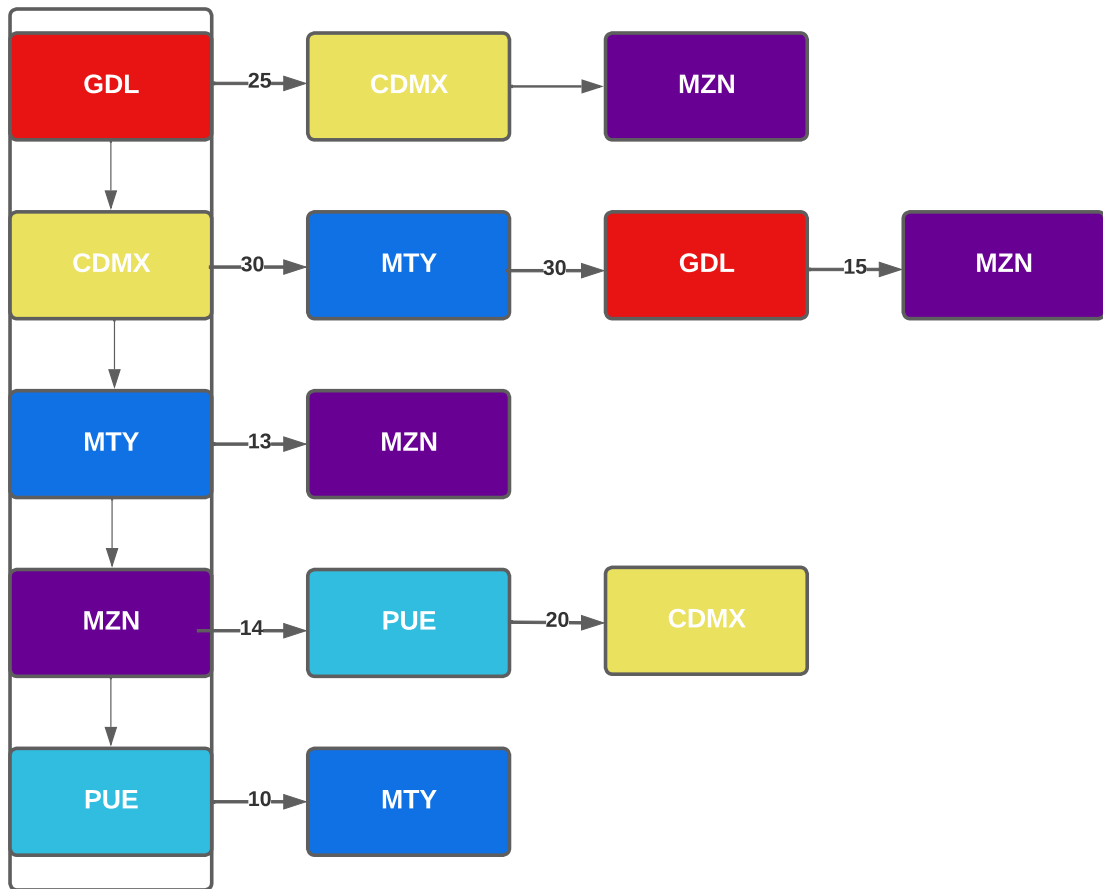 GDL 25 CDMX MZN
CDMX 30 MTY 30 GDL 15 MZN
MTY 13 MZN
MZN 14 PUE 20 CDMX
PUE 10 MTY